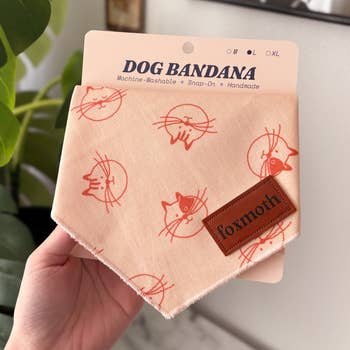 M L XL
DOG BANDANA
Machine-Washable • Snap-On • Handmade
foxmoth